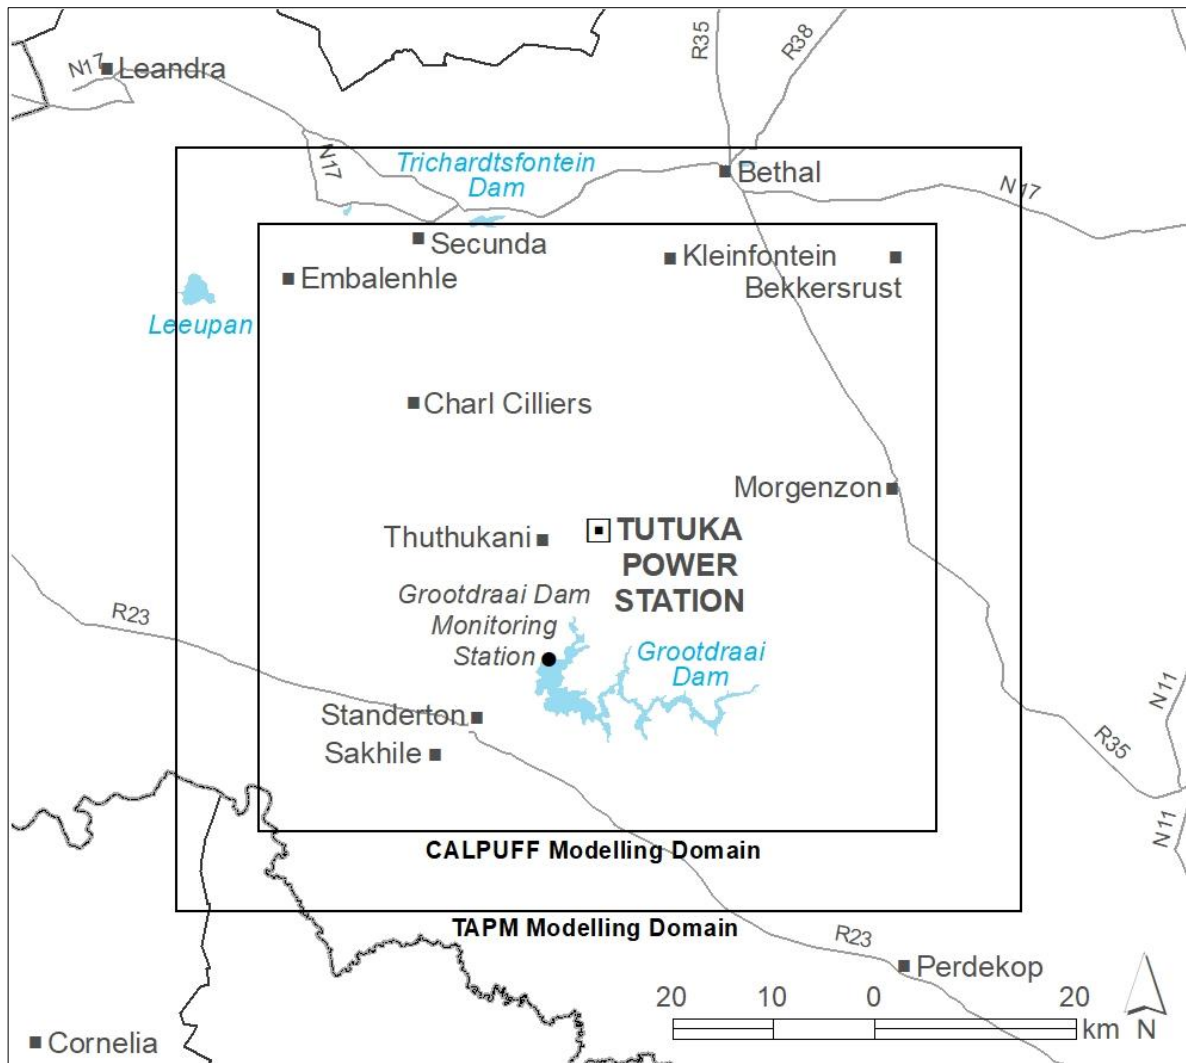 R35
R38
N17
Leandra
N17
Trichardtsfontein
Dam
Bethal
N17
Secunda
Kleinfontein
Embalenhle
Bekkersrust
Leeupan
Charl Cilliers
Morgenzon
Thuthukani
TUTUKA
POWER
STATION
Grootdraai Dam
Monitoring
Station
R23
Grootdraai
Dam
N11
Standerton
R35
Sakhile
N11
CALPUFF Modelling Domain
TAPM Modelling Domain
R23
Perdekop
20 10 0 20
km N
Cornelia